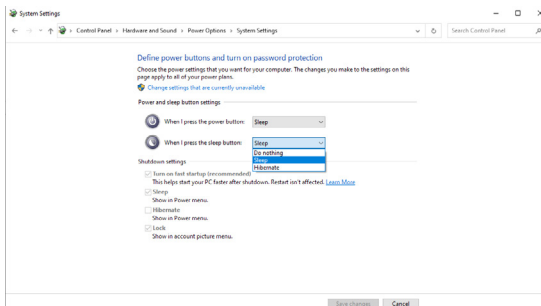 System Settings
Control Panel > Hardware and Sound > Power Options > System Settings
Search Control Panel
Define power buttons and turn on password protection
Choose the power settings that you want for your computer. The changes you make to the settings on this
page apply to all of your power plans.
Change settings that are currently unavailable
Power and sleep button settings
When I press the power button: Sleep
When I press the sleep button: Sleep
Do nothing
Sleep
Hibernate
Shutdown settings
Turn on fast startup (recommended)
This helps start your PC faster after shutdown. Restart isn't affected. Learn More
Sleep
Show in Power menu.
Hibernate
Show in Power menu.
Lock
Show in account picture menu.
Save changes Cancel